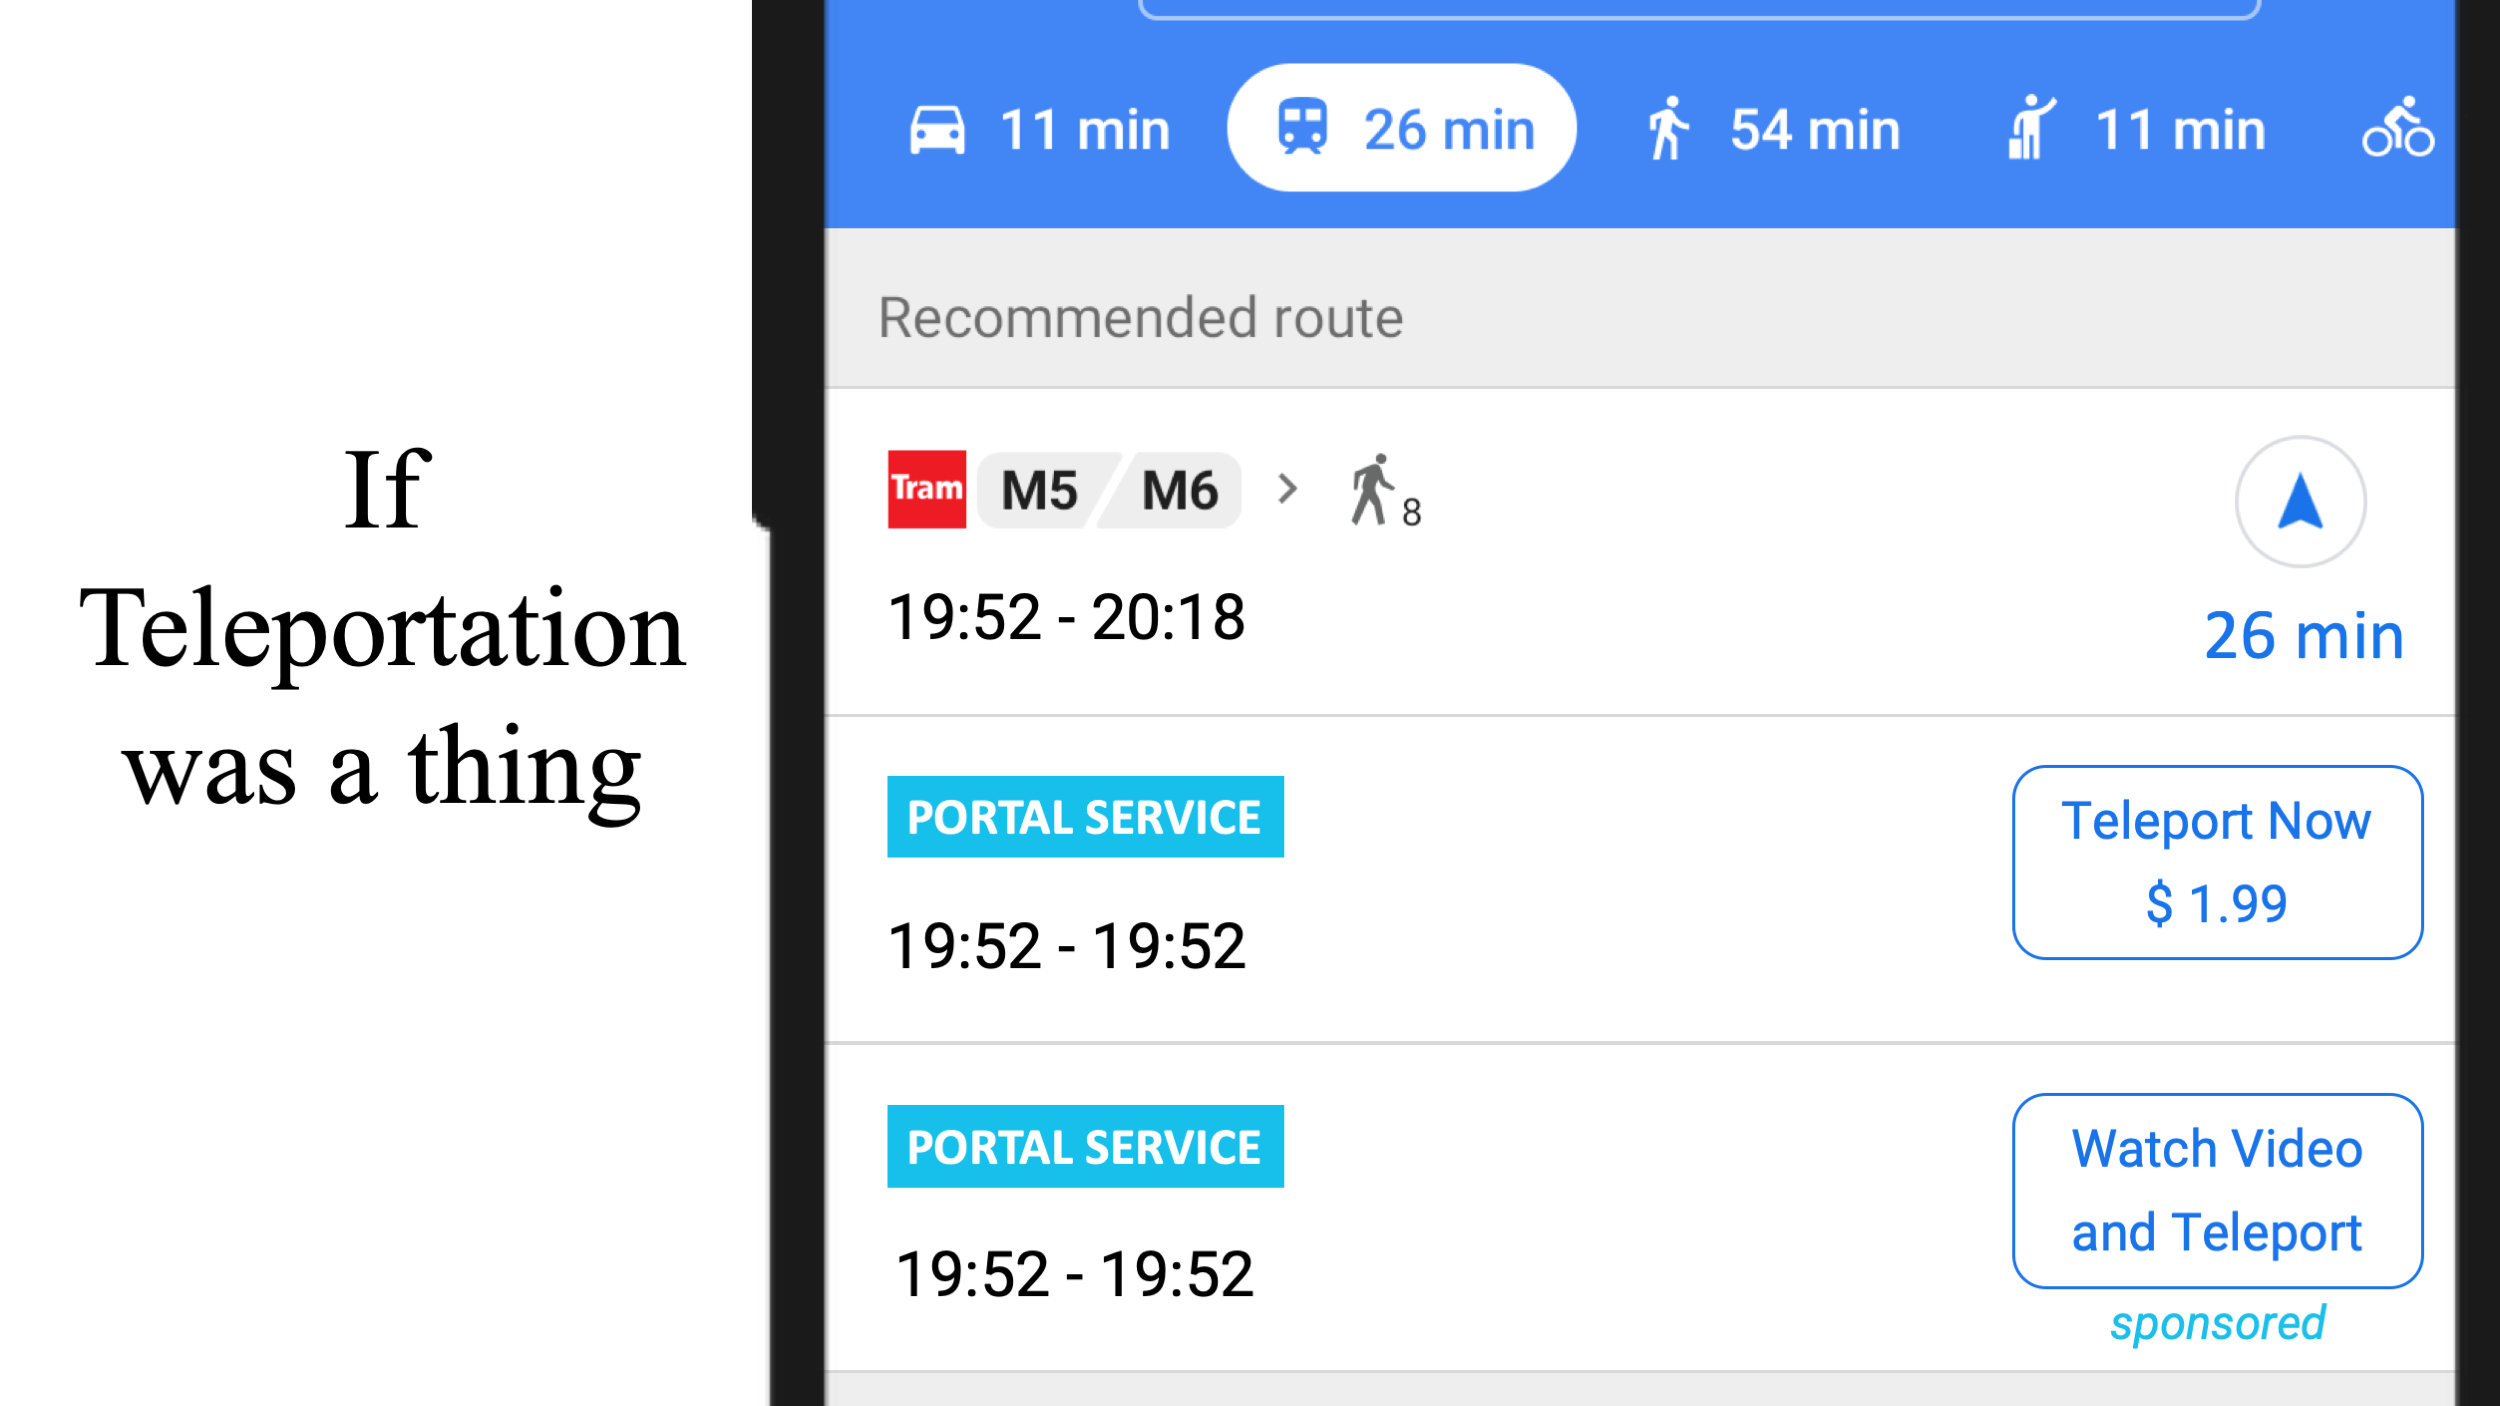 If
Teleportation
was a thing
11 min 26 min 54 min 11 min
Recommended route
Tram M5 M6 > 8
19:52 - 20:18
26 min
PORTAL SERVICE
19:52 - 19:52
Teleport Now
$ 1.99
PORTAL SERVICE
19:52 - 19:52
Watch Video
and Teleport
sponsored